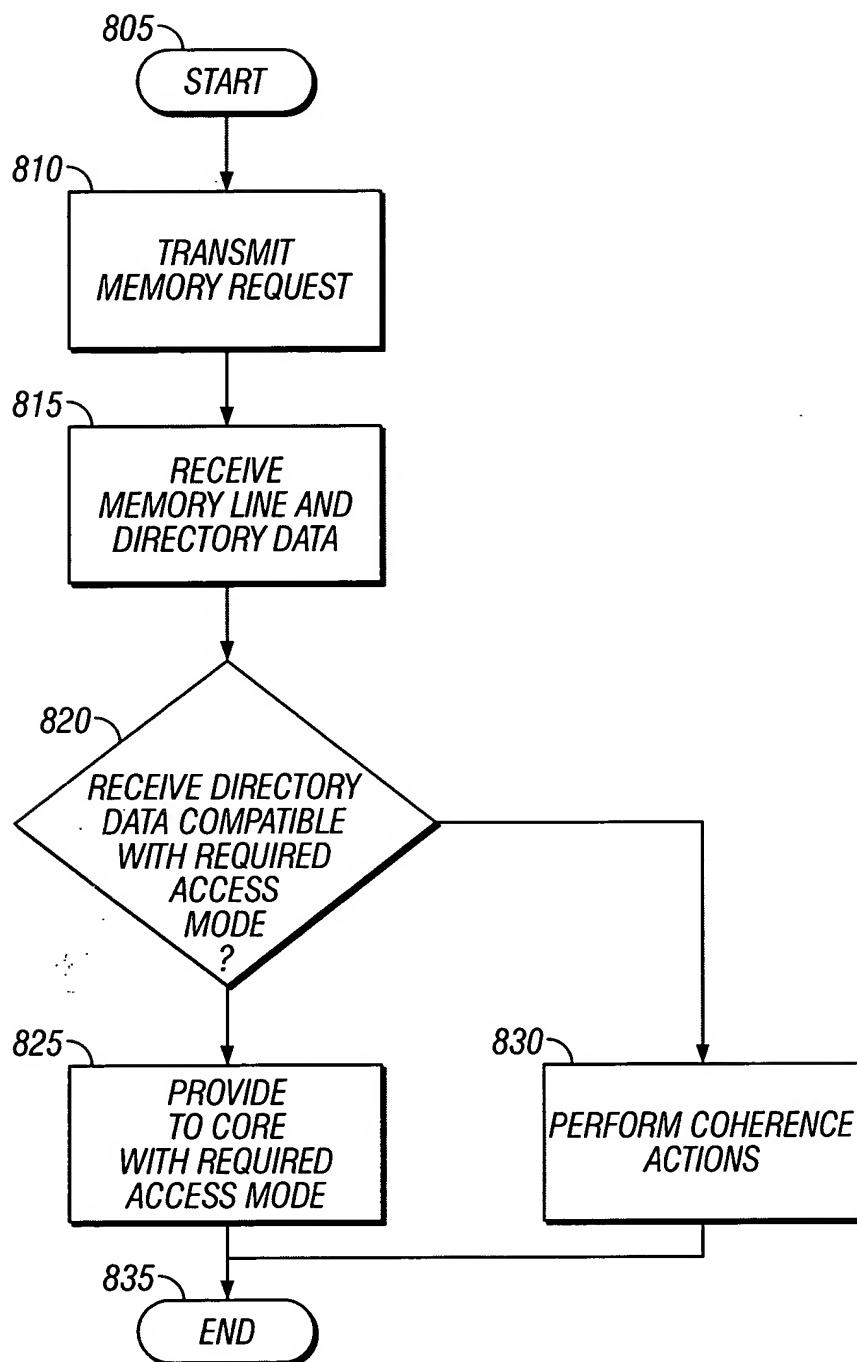 805
START
810
TRANSMIT
MEMORY REQUEST
815
RECEIVE
MEMORY LINE AND
DIRECTORY DATA
820
RECEIVE DIRECTORY
DATA COMPATIBLE
WITH REQUIRED
ACCESS
MODE
?
825
PROVIDE
TO CORE
WITH REQUIRED
ACCESS MODE
830
PERFORM COHERENCE
ACTIONS
835
END